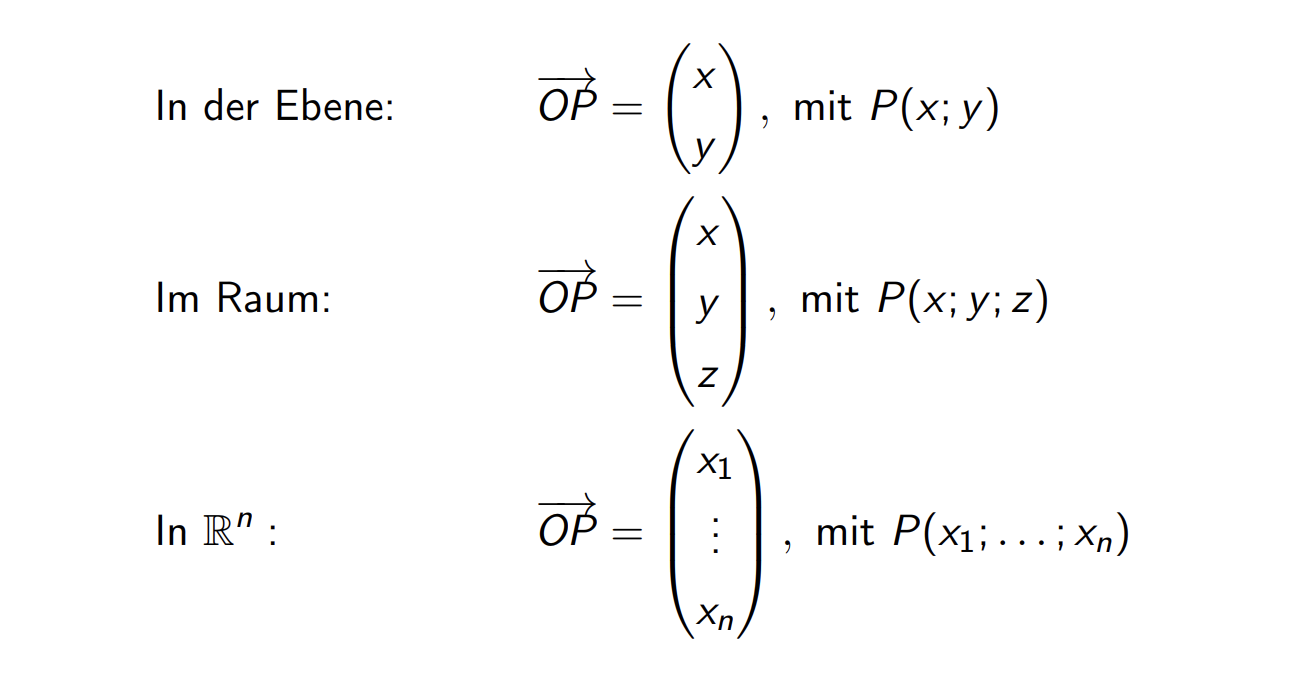 In der Ebene: $\overrightarrow{OP} = \begin{pmatrix} x \\ y \end{pmatrix}$ , mit $P(x; y)$
Im Raum: $\overrightarrow{OP} = \begin{pmatrix} x \\ y \\ z \end{pmatrix}$ , mit $P(x; y; z)$
In $\mathbb{R}^n$ : $\overrightarrow{OP} = \begin{pmatrix} x_1 \\ \vdots \\ x_n \end{pmatrix}$ , mit $P(x_1; \ldots; x_n)$